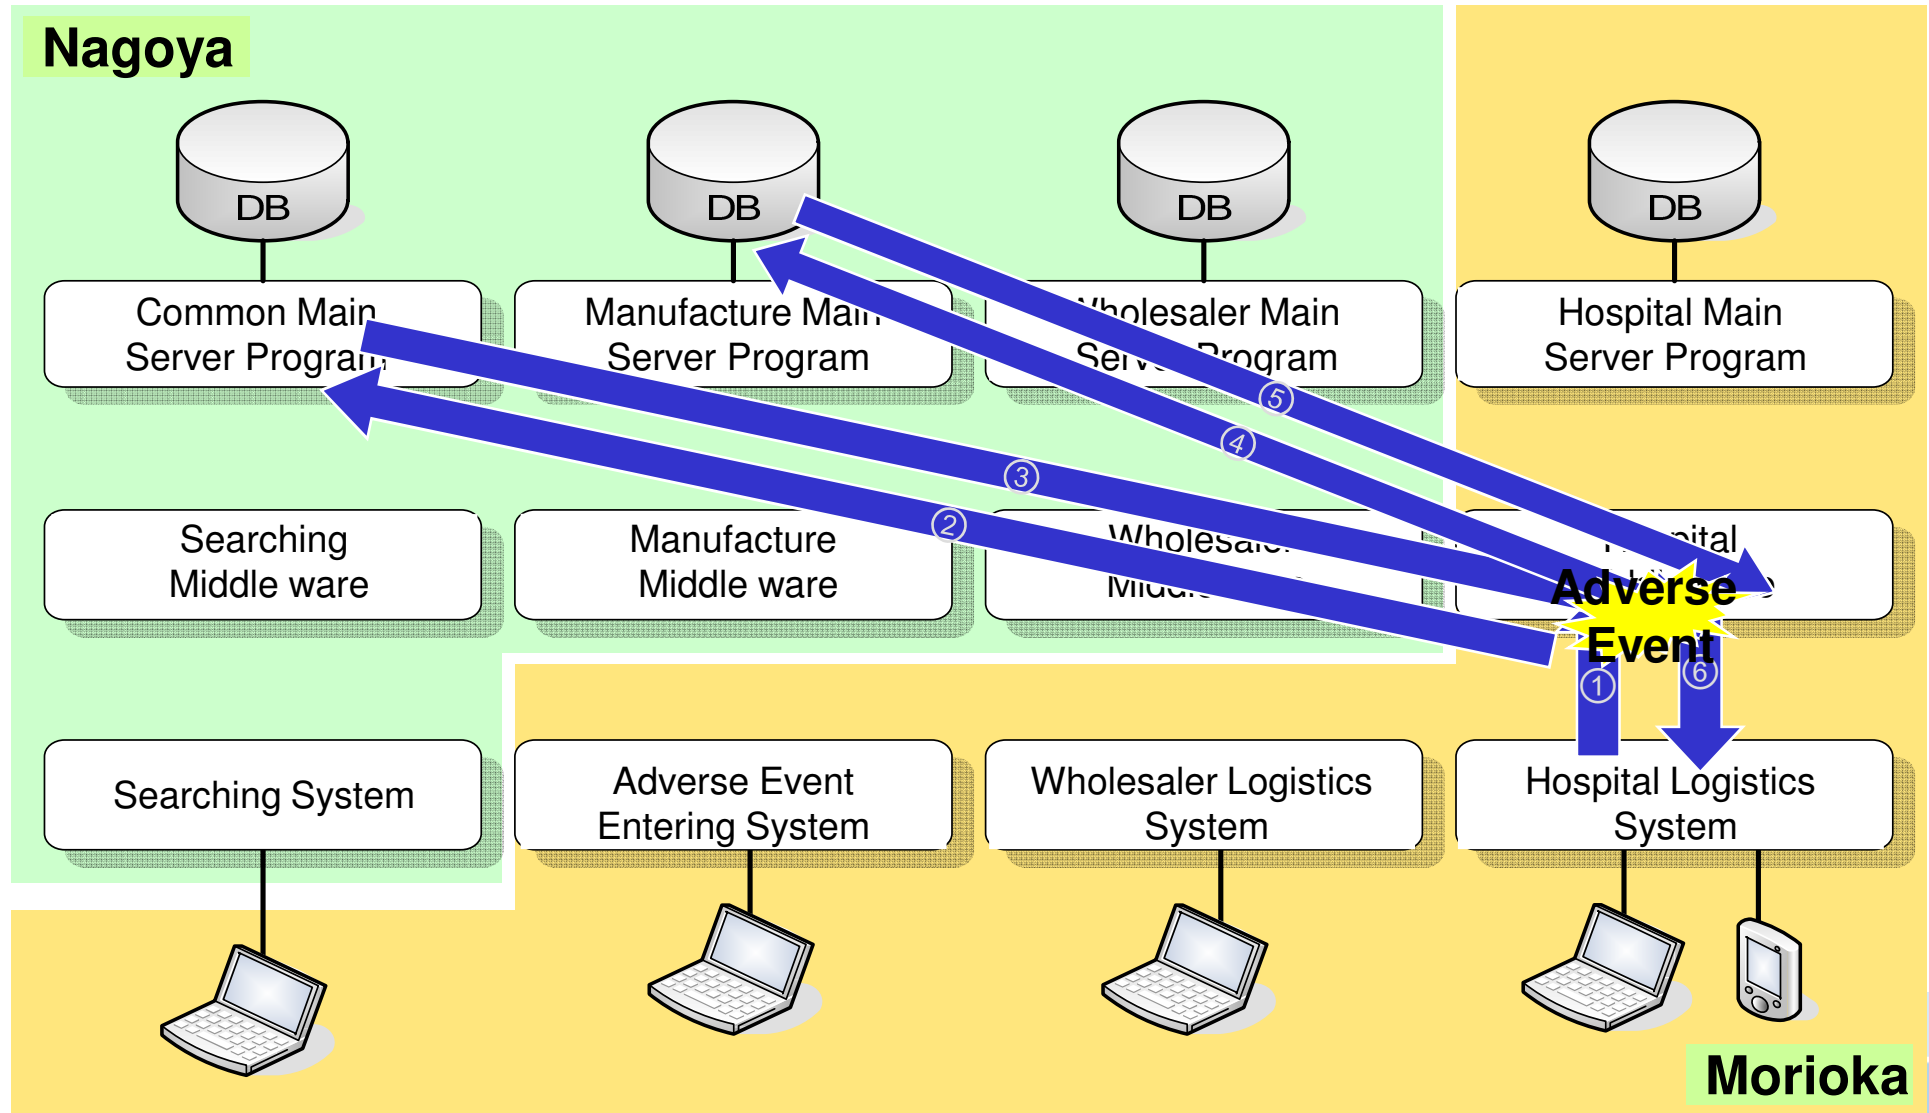 Nagoya
DB
DB
DB
DB
Common Main
Server Program
Manufacture Main
Server Program
Wholesaler Main
Server Program
Hospital Main
Server Program
⑤
④
③
②
Searching
Middle ware
Manufacture
Middle ware
Wholesaler
Hospital
Adverse
Event
①
⑥
Searching System
Adverse Event
Entering System
Wholesaler Logistics
System
Hospital Logistics
System
Morioka